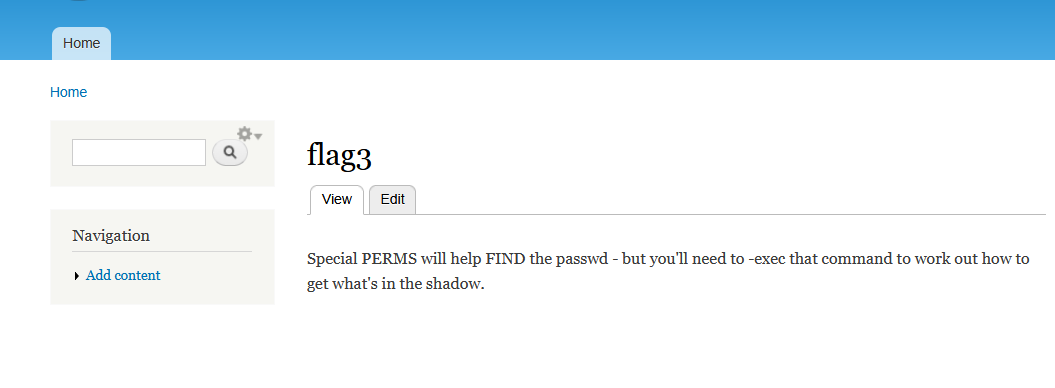 Home
Home
flag3
View Edit
Navigation
Add content
Special PERMS will help FIND the passwd - but you'll need to -exec that command to work out how to
get what's in the shadow.